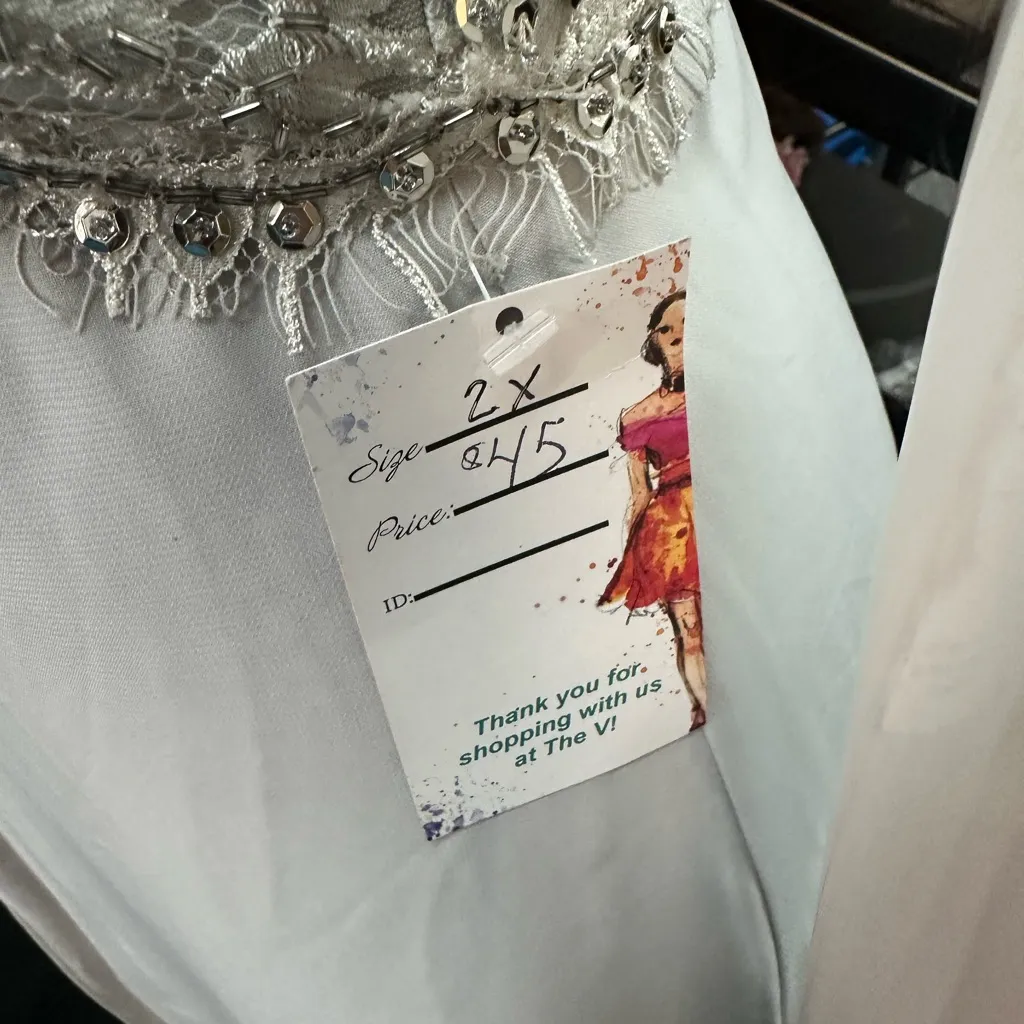 Size 2X
Price: $45
ID:
Thank you for
shopping with us
at The V!